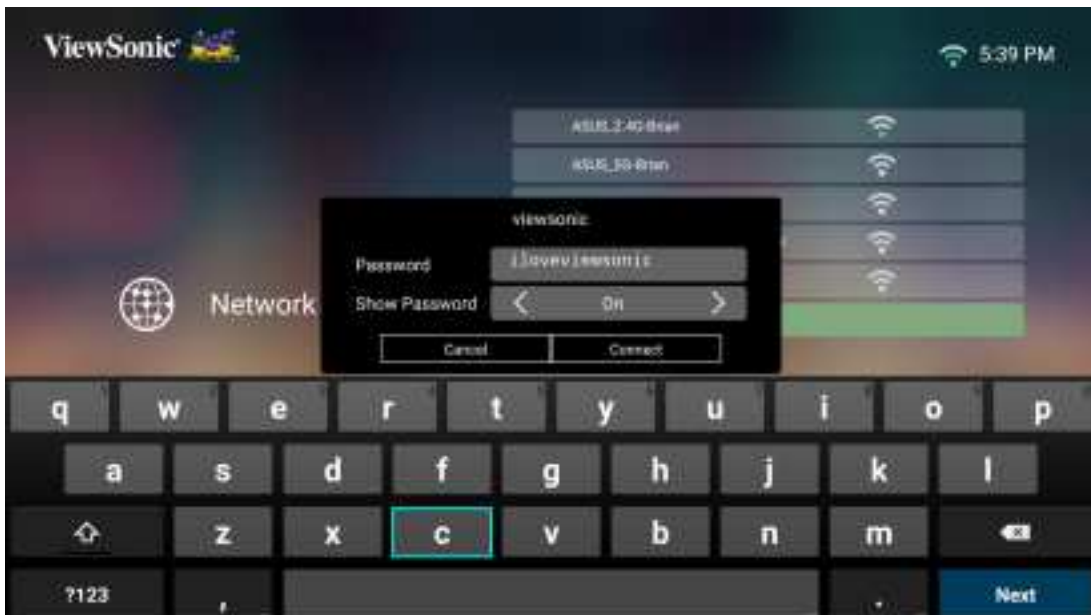 ViewSonic
5:39 PM
ASUS_2.4G-Brian
ASUS_5G-Brian
viewsonic
Password
iloveviewsonic
Show Password
On
Network
Cancel
Connect
q w e r t y u i o p
a s d f g h j k l
z x c v b n m
?123 , . Next